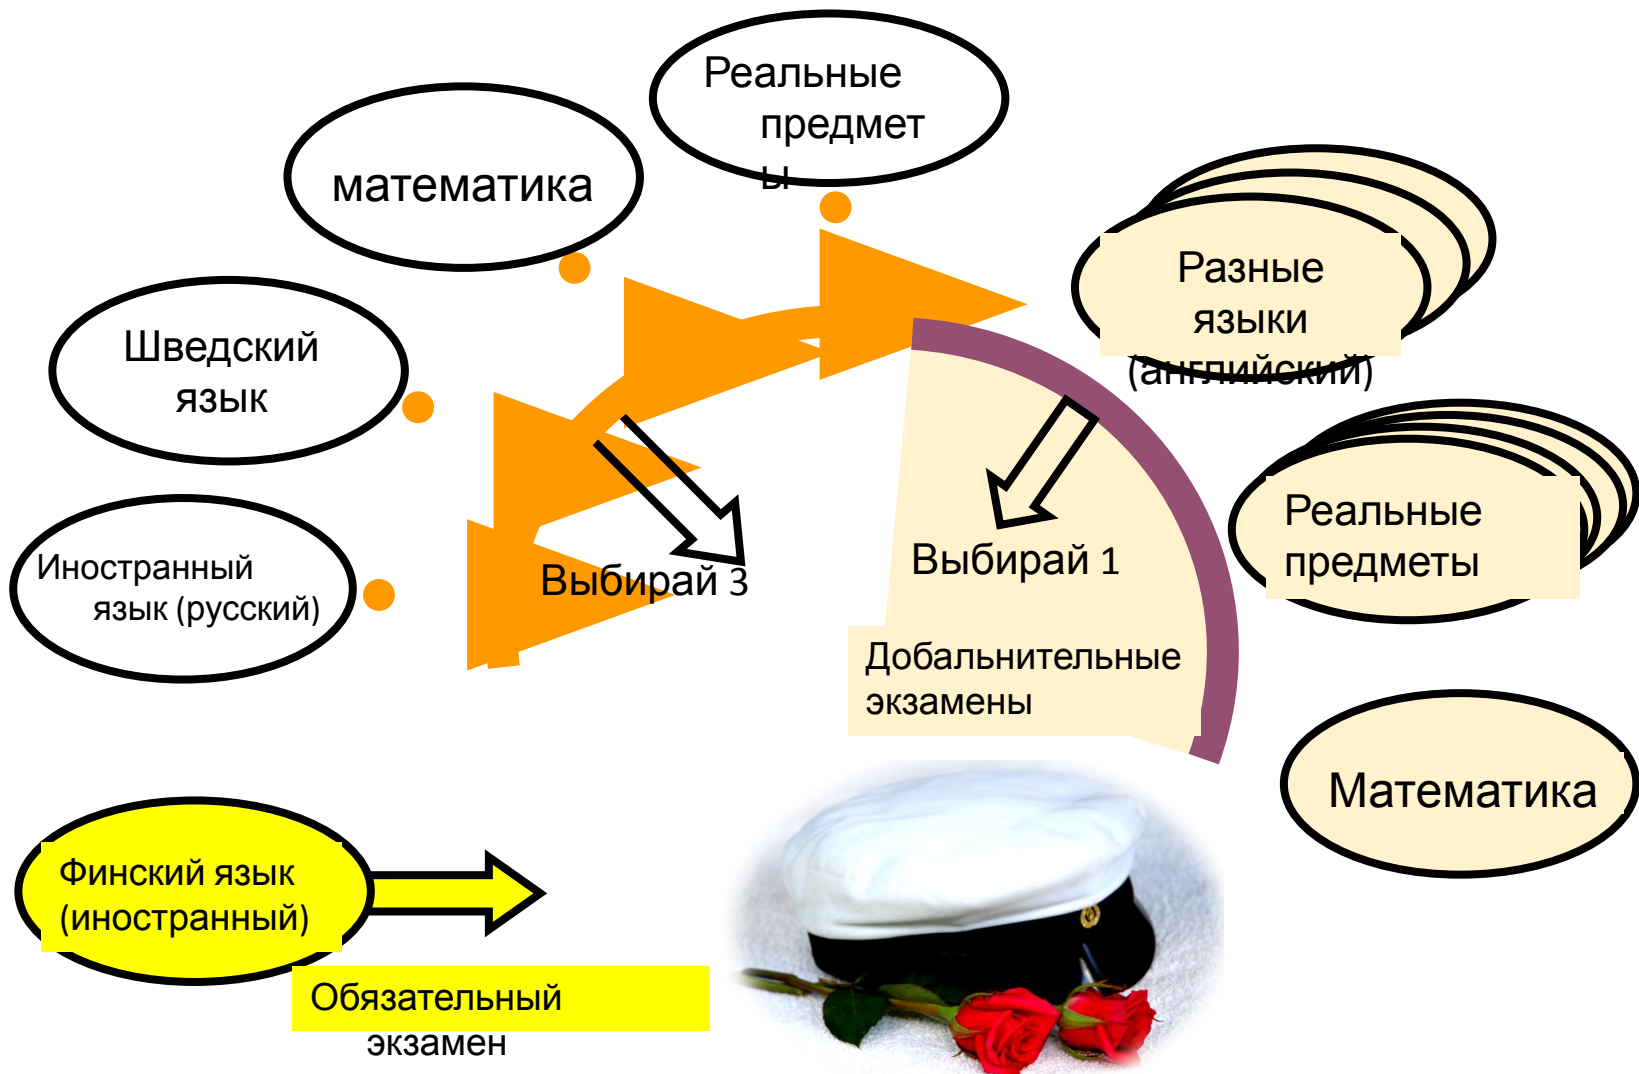 Реальные
предмет
ы
математика
Шведский
язык
Иностранный
язык (русский)
Выбирай 3
Разные
языки
(английский)
Выбирай 1
Реальные
предметы
Добальнительные
экзамены
Математика
Финский язык
(иностранный)
Обязательный
экзамен